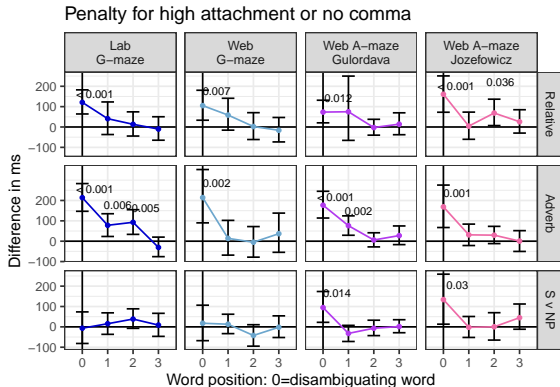 Penalty for high attachment or no comma
Lab
G-maze
Web
G-maze
Web A-maze
Gulordava
Web A-maze
Jozefowicz
Difference in ms
200
100
0
−100
< 0.001
0.007
0.012
< 0.001
0.036
Relative
200
100
0
−100
< 0.001
0.006
0.005
0.002
< 0.001
0.002
0.001
Adverb
200
100
0
−100
0.014
0.03
S v NP
0 1 2 3
0 1 2 3
0 1 2 3
0 1 2 3
Word position: 0=disambiguating word